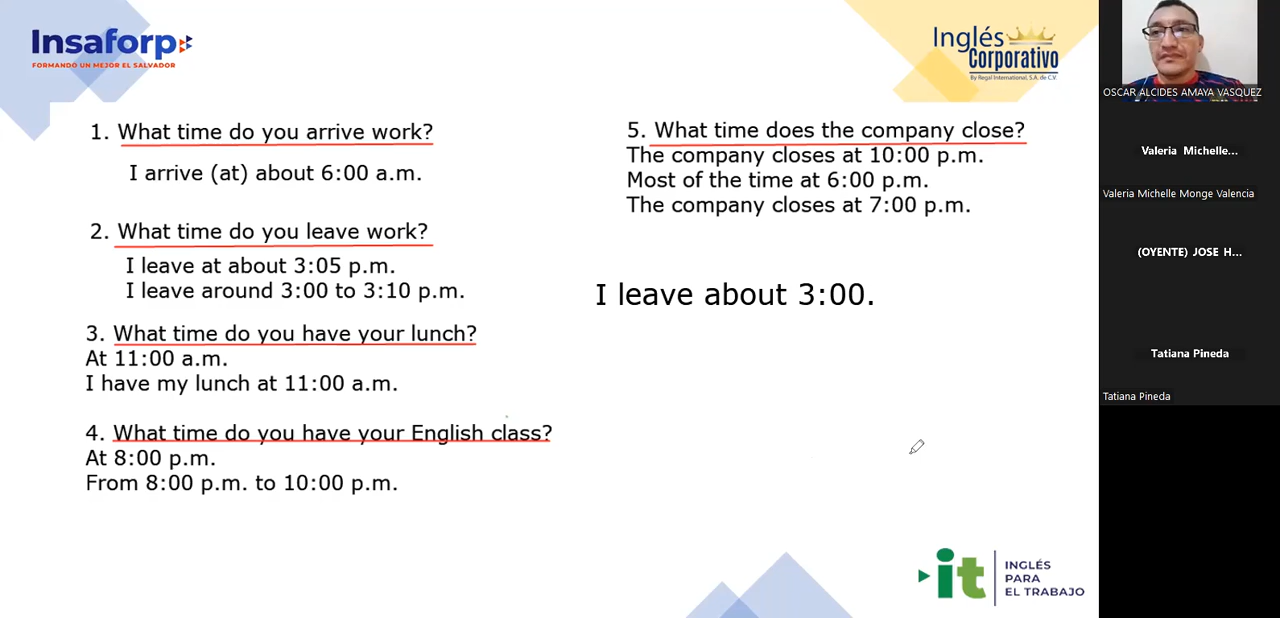 Insaforp
FORMANDO UN MEJOR EL SALVADOR
Inglés
Corporativo
By Regal International, S.A. de C.V.
1. What time do you arrive work?
I arrive (at) about 6:00 a.m.
2. What time do you leave work?
I leave at about 3:05 p.m.
I leave around 3:00 to 3:10 p.m.
3. What time do you have your lunch?
At 11:00 a.m.
I have my lunch at 11:00 a.m.
4. What time do you have your English class?
At 8:00 p.m.
From 8:00 p.m. to 10:00 p.m.
5. What time does the company close?
The company closes at 10:00 p.m.
Most of the time at 6:00 p.m.
The company closes at 7:00 p.m.
I leave about 3:00.
it
INGLÉS
PARA
EL TRABAJO
OSCAR ALCIDES AMAYA VASQUEZ
Valeria Michelle...
Valeria Michelle Monge Valencia
(OYENTE) JOSE H...
Tatiana Pineda
Tatiana Pineda